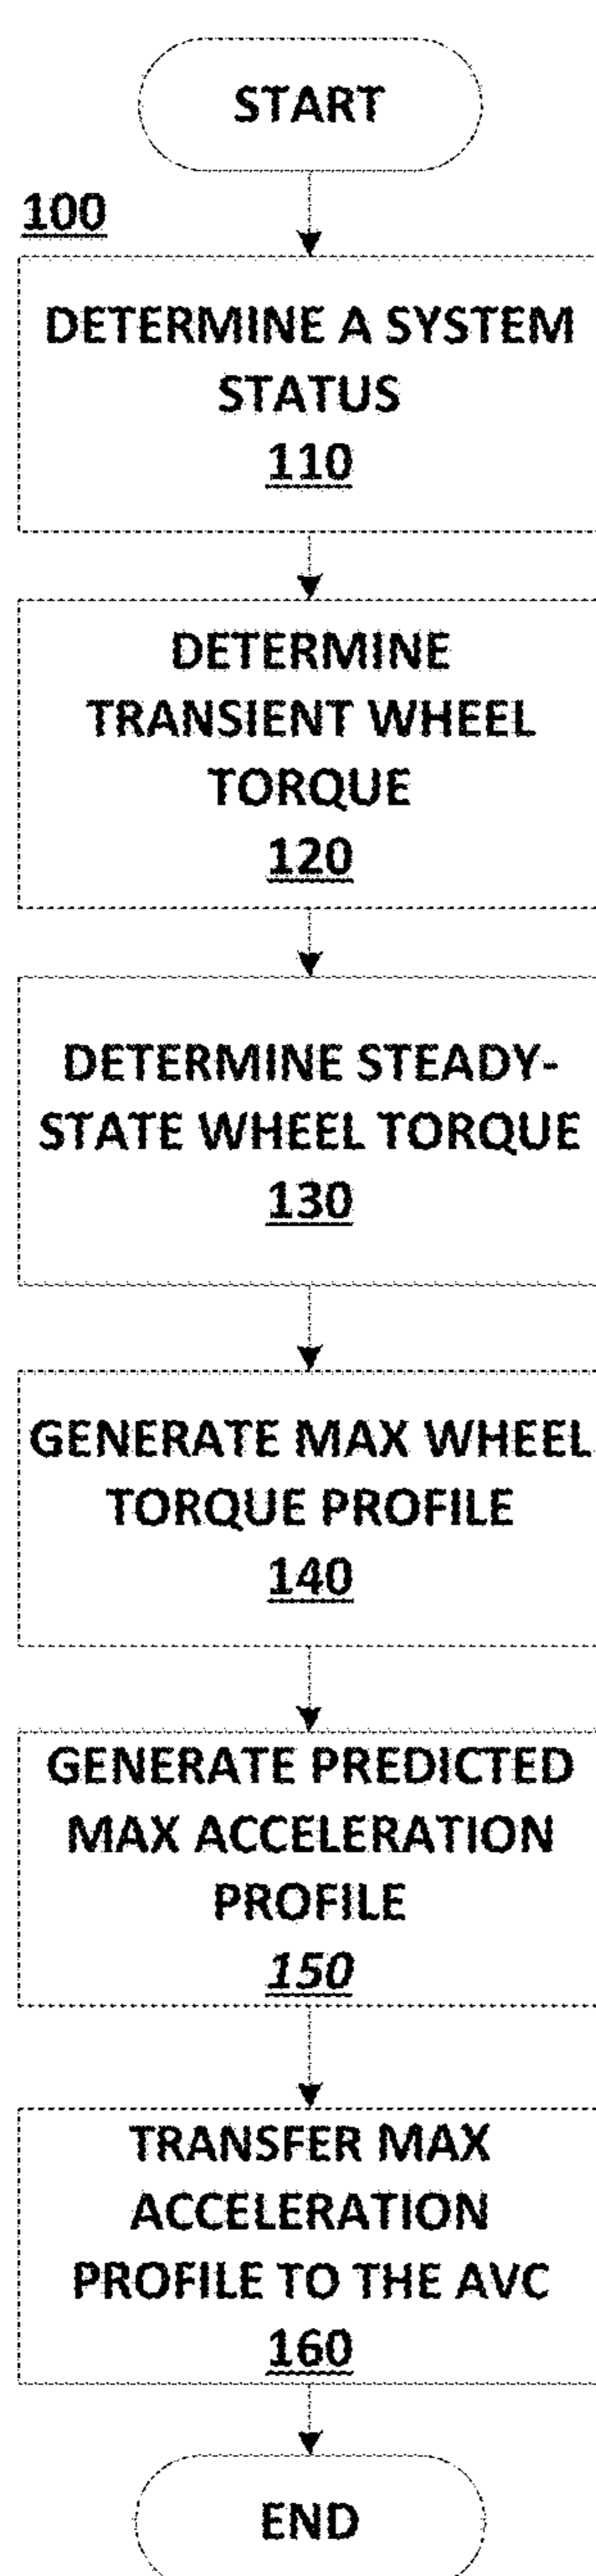 START
100
DETERMINE A SYSTEM
STATUS
110
DETERMINE
TRANSIENT WHEEL
TORQUE
120
DETERMINE STEADY-
STATE WHEEL TORQUE
130
GENERATE MAX WHEEL
TORQUE PROFILE
140
GENERATE PREDICTED
MAX ACCELERATION
PROFILE
150
TRANSFER MAX
ACCELERATION
PROFILE TO THE AVC
160
END